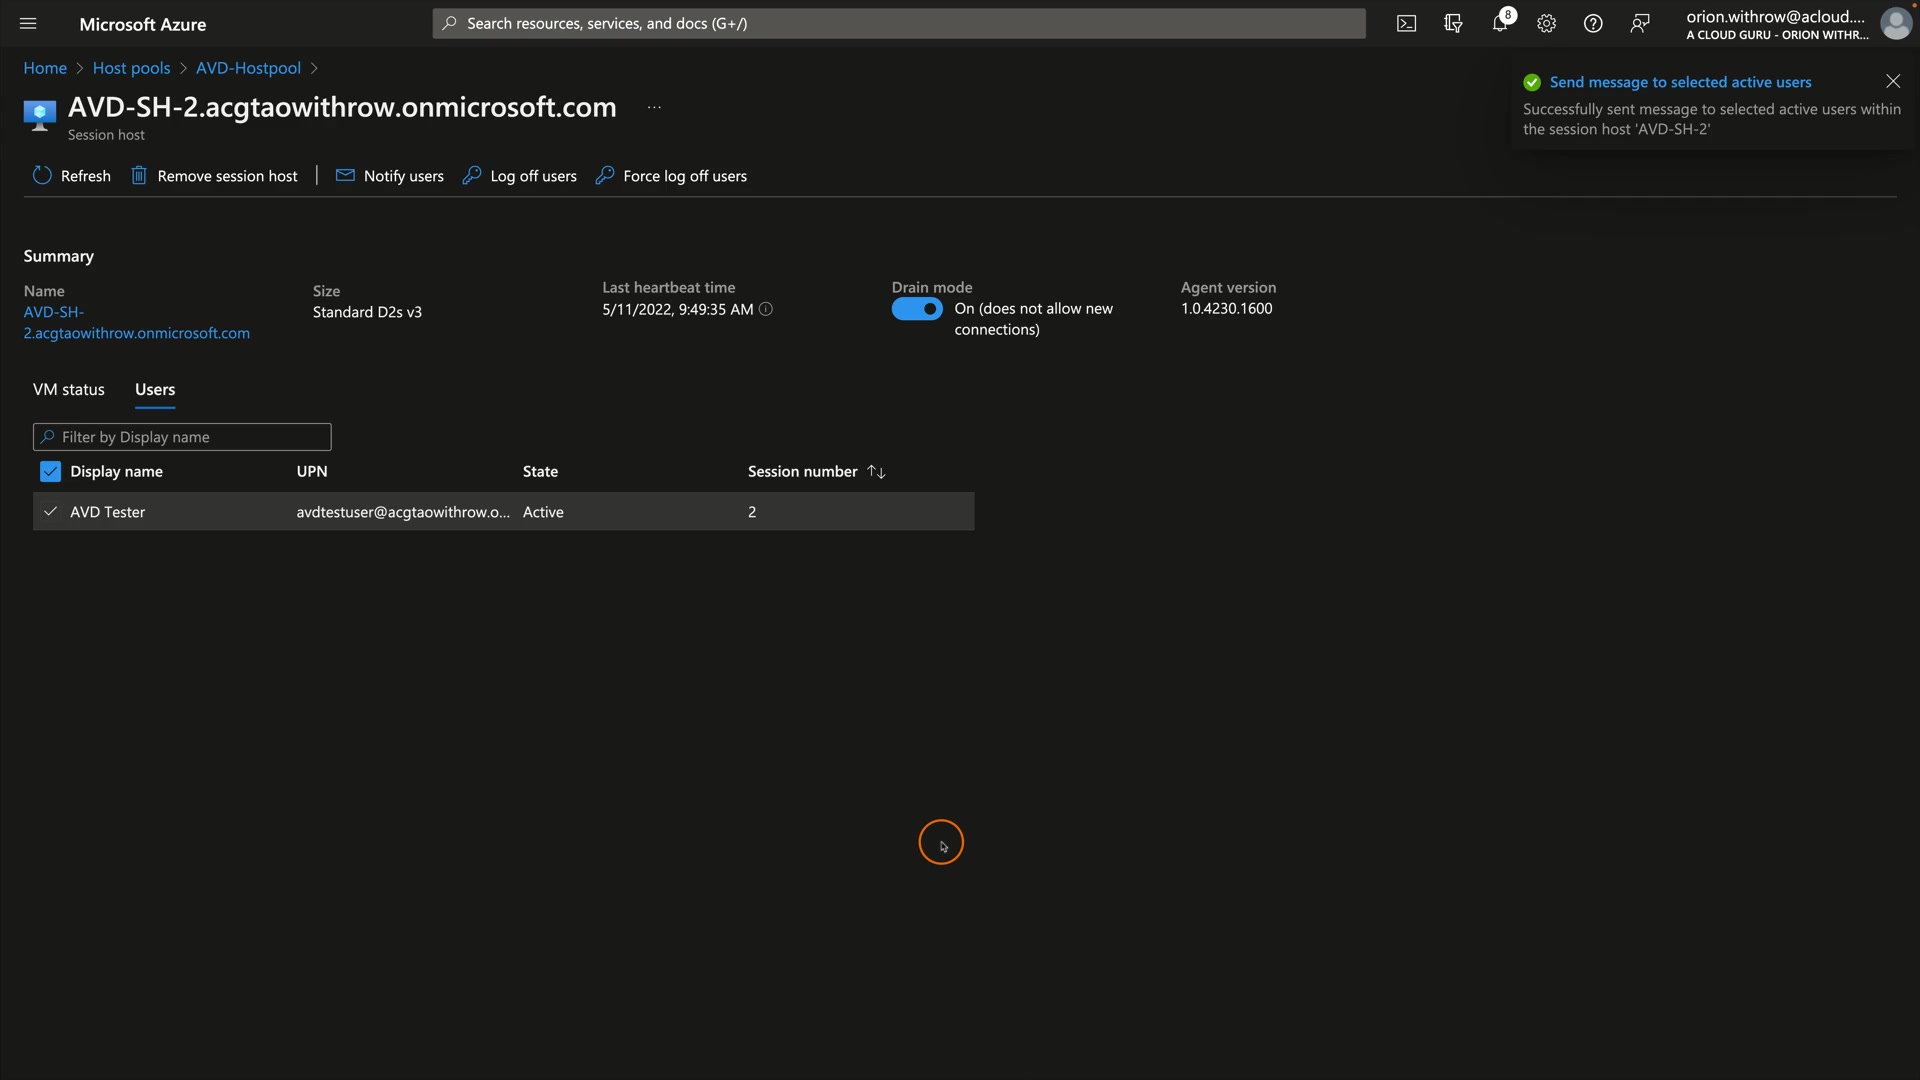 Microsoft Azure
Search resources, services, and docs (G+/)
8
orion.withrow@acloud....
A CLOUD GURU - ORION WITHR...
Home > Host pools > AVD-Hostpool >
AVD-SH-2.acgtaowithrow.onmicrosoft.com ...
Session host
Send message to selected active users
Successfully sent message to selected active users within
the session host 'AVD-SH-2'
Refresh Remove session host | Notify users Log off users Force log off users
Summary
Name
AVD-SH-
2.acgtaowithrow.onmicrosoft.com
Size
Standard D2s v3
Last heartbeat time
5/11/2022, 9:49:35 AM
Drain mode
On (does not allow new
connections)
Agent version
1.0.4230.1600
VM status Users
Filter by Display name
Display name UPN State Session number
AVD Tester avdtestuser@acgtaowithrow.o... Active 2